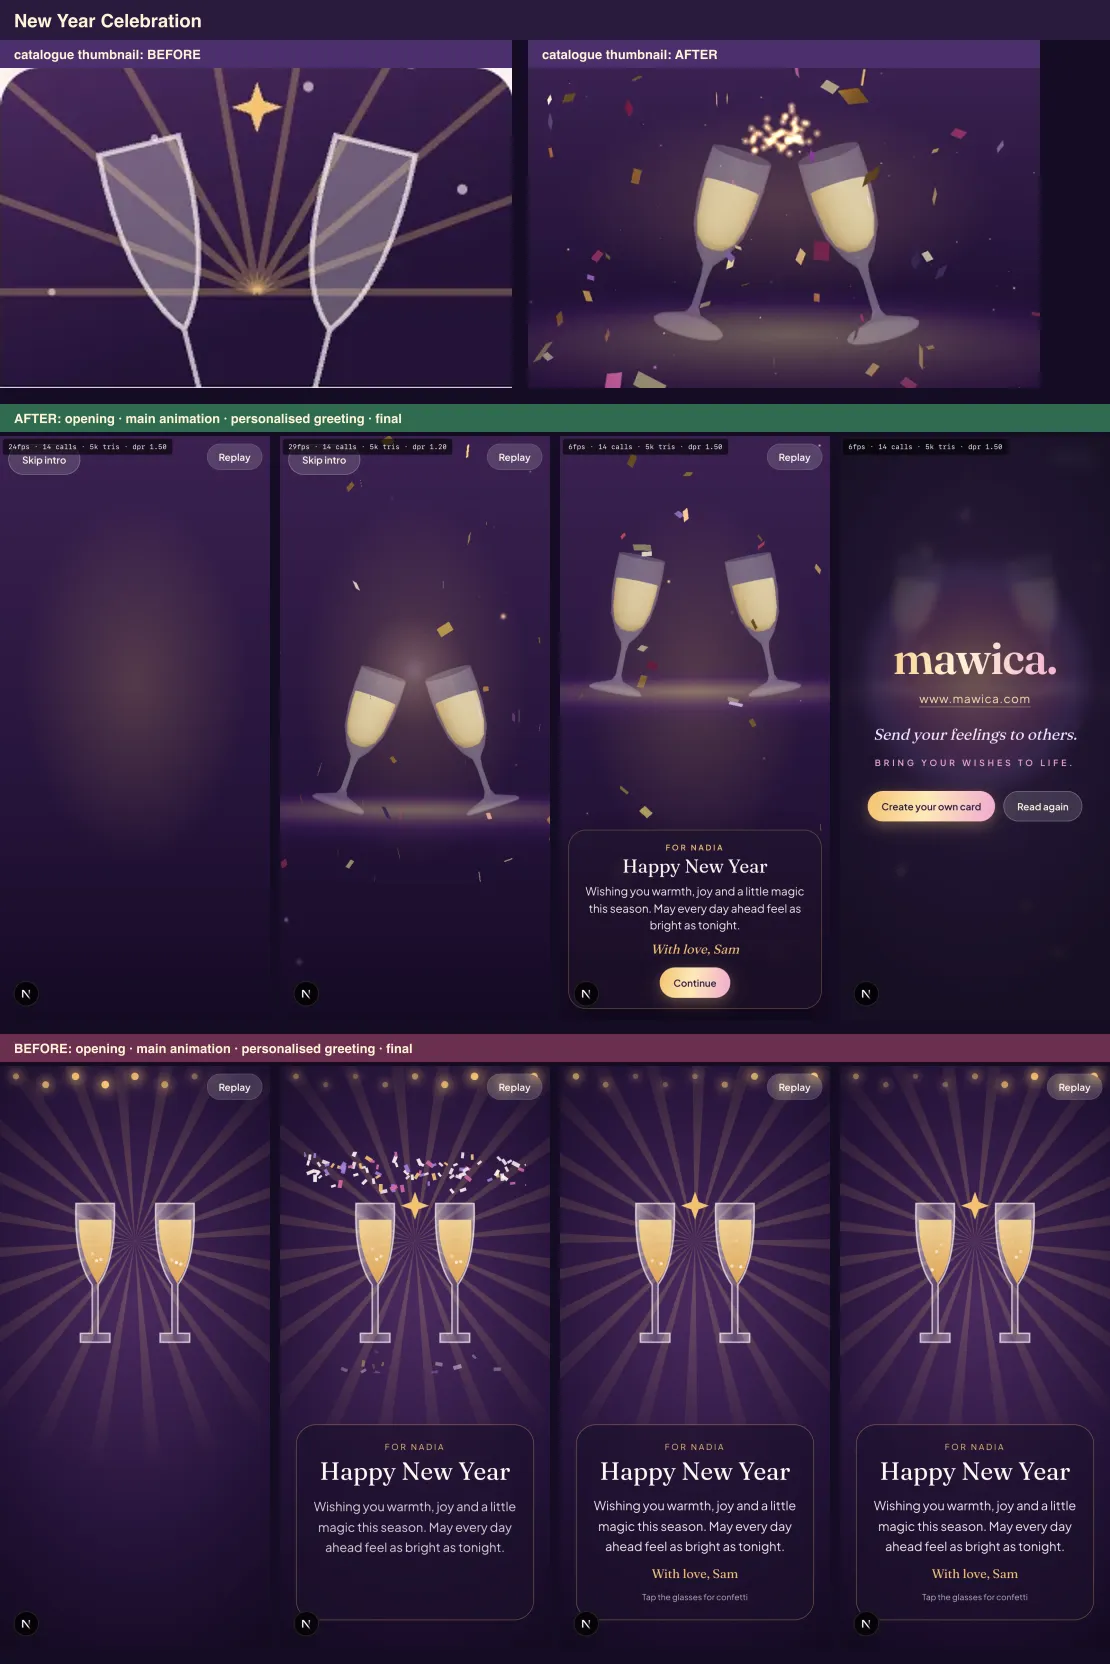 New Year Celebration
catalogue thumbnail: BEFORE
catalogue thumbnail: AFTER
AFTER: opening · main animation · personalised greeting · final
24fps · 14 calls · 5k tris · dpr 1.50
Skip intro
Replay
29fps · 14 calls · 5k tris · dpr 1.20
Skip intro
Replay
6fps · 14 calls · 5k tris · dpr 1.50
Replay
FOR NADIA
Happy New Year
Wishing you warmth, joy and a little magic
this season. May every day ahead feel as
bright as tonight.
With love, Sam
Continue
6fps · 14 calls · 5k tris · dpr 1.50
mawica.
www.mawica.com
Send your feelings to others.
BRING YOUR WISHES TO LIFE.
Create your own card
Read again
N
N
N
N
BEFORE: opening · main animation · personalised greeting · final
Replay
Replay
Replay
Replay
FOR NADIA
Happy New Year
Wishing you warmth, joy and a little
magic this season. May every day
ahead feel as bright as tonight.
FOR NADIA
Happy New Year
Wishing you warmth, joy and a little
magic this season. May every day
ahead feel as bright as tonight.
With love, Sam
Tap the glasses for confetti
FOR NADIA
Happy New Year
Wishing you warmth, joy and a little
magic this season. May every day
ahead feel as bright as tonight.
With love, Sam
Tap the glasses for confetti
N
N
N
N